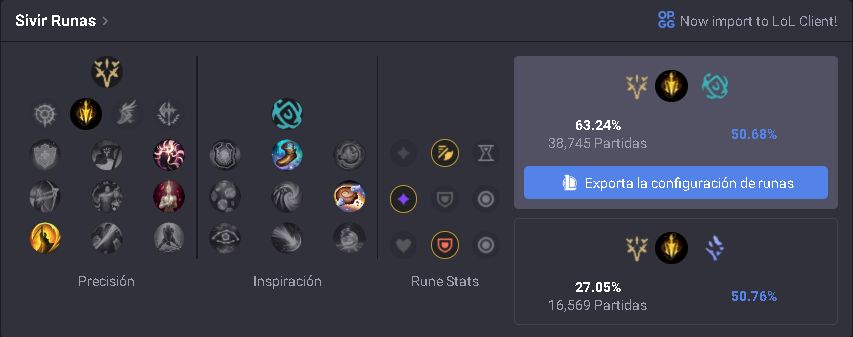 Sivir Runas >
OP.GG Now import to LoL Client!
63.24%
38,745 Partidas
50.68%
Exporta la configuración de runas
27.05%
16,569 Partidas
50.76%
Precisión
Inspiración
Rune Stats